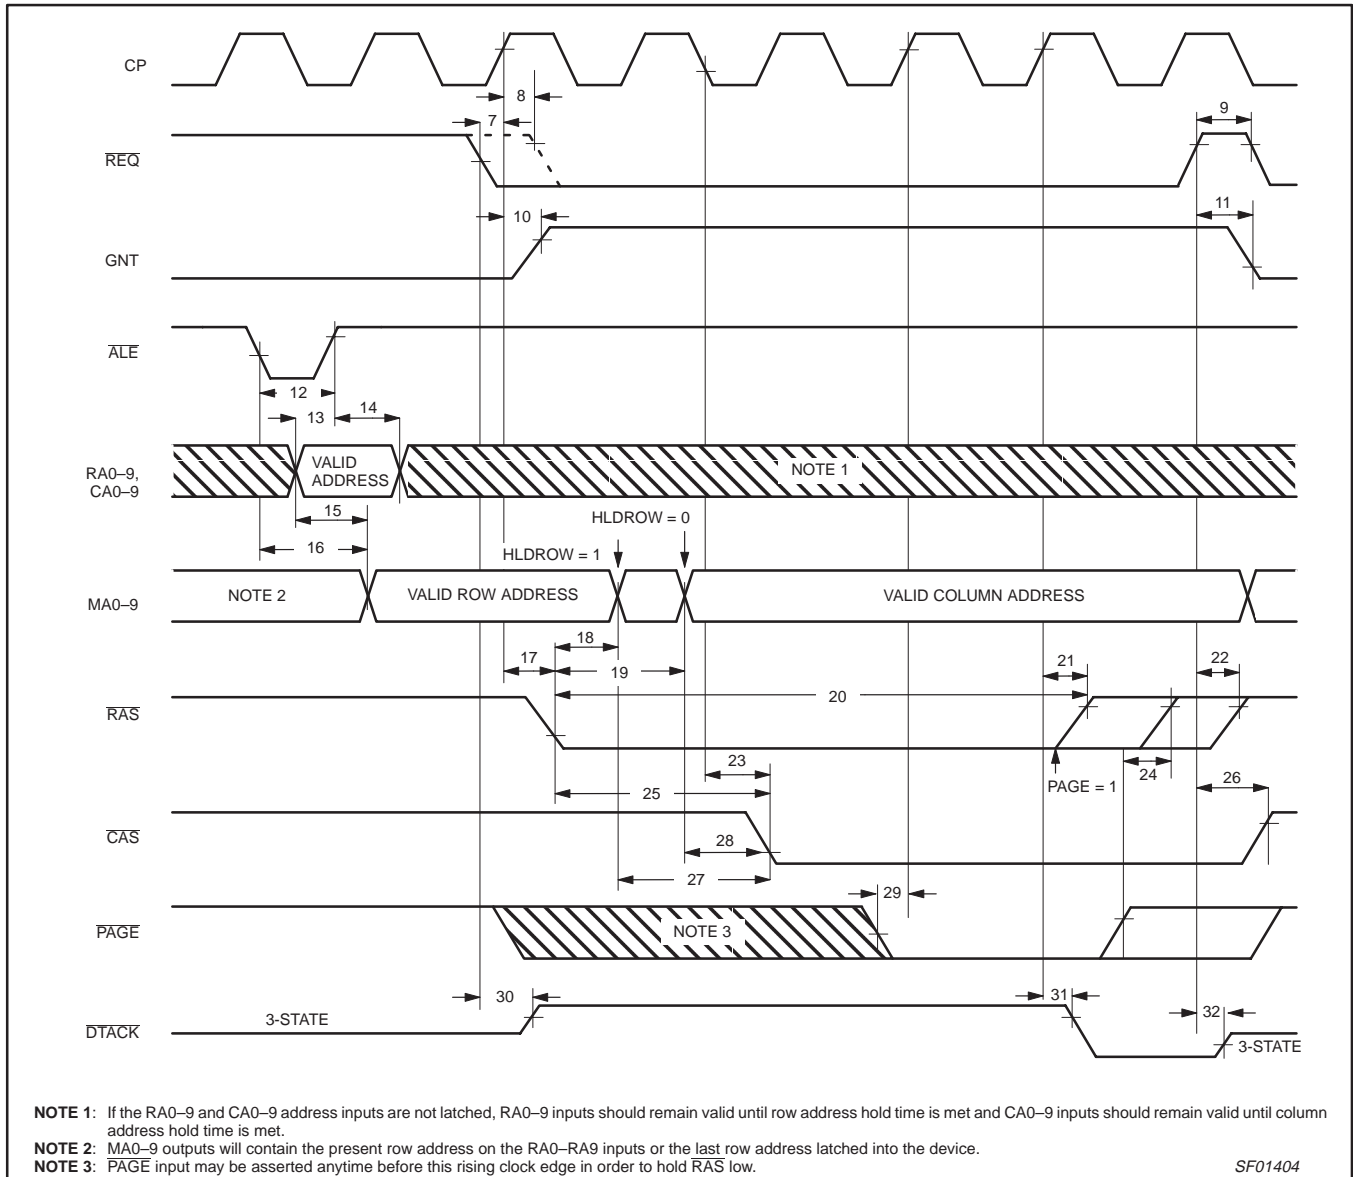 CP
8
7
9
REQ
10
11
GNT
ALE
12
13
14
RA0–9,
CA0–9
VALID
ADDRESS
NOTE 1
15
16
HLDROW = 0
HLDROW = 1
MA0–9
NOTE 2
VALID ROW ADDRESS
VALID COLUMN ADDRESS
18
17
19
21
22
20
RAS
23
24
25
PAGE = 1
26
CAS
28
27
29
PAGE
NOTE 3
30
31
32
DTACK
3-STATE
3-STATE
NOTE 1: If the RA0–9 and CA0–9 address inputs are not latched, RA0–9 inputs should remain valid until row address hold time is met and CA0–9 inputs should remain valid until column
address hold time is met.
NOTE 2: MA0–9 outputs will contain the present row address on the RA0–RA9 inputs or the last row address latched into the device.
NOTE 3: PAGE input may be asserted anytime before this rising clock edge in order to hold RAS low.
SF01404